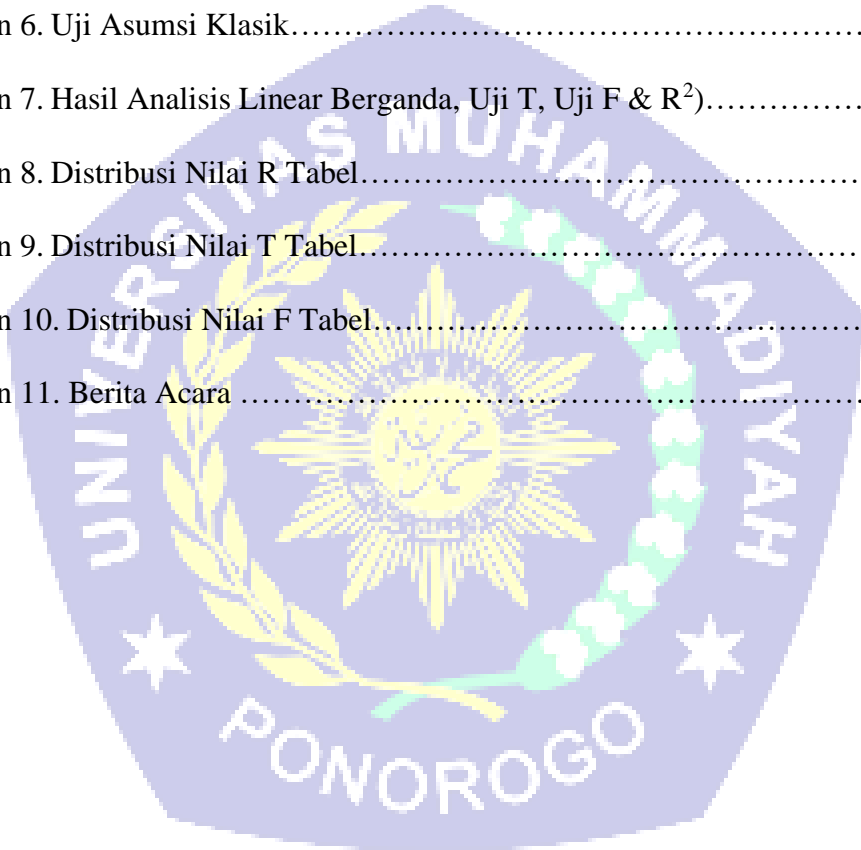 n 6. Uji Asumsi Klasik……………………………………………….
n 7. Hasil Analisis Linear Berganda, Uji T, Uji F & R²)…………….
n 8. Distribusi Nilai R Tabel…………………………………………
n 9. Distribusi Nilai T Tabel…………………………………………
n 10. Distribusi Nilai F Tabel……………………………………….
n 11. Berita Acara …………………………………………..……….
UNIVERSITAS MUHAMMADIYAH
PONOROGO